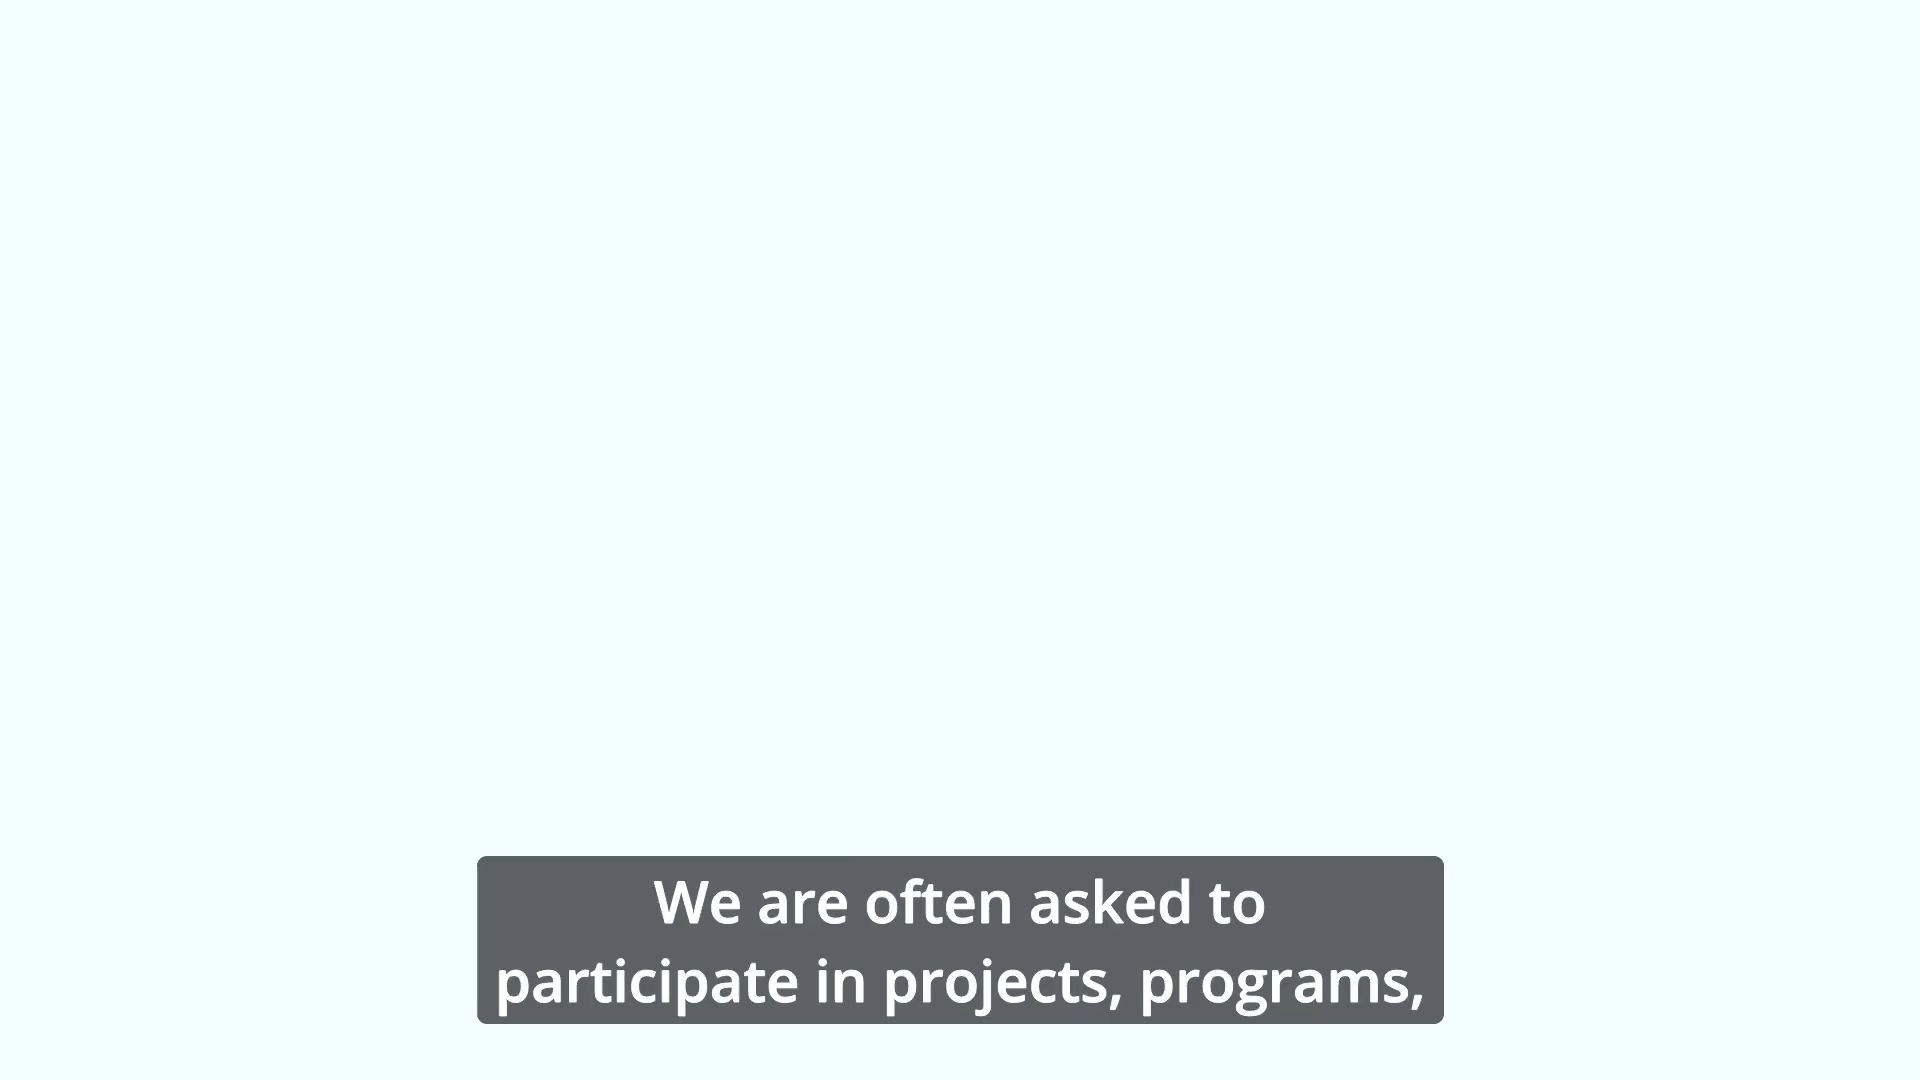 We are often asked to
participate in projects, programs,